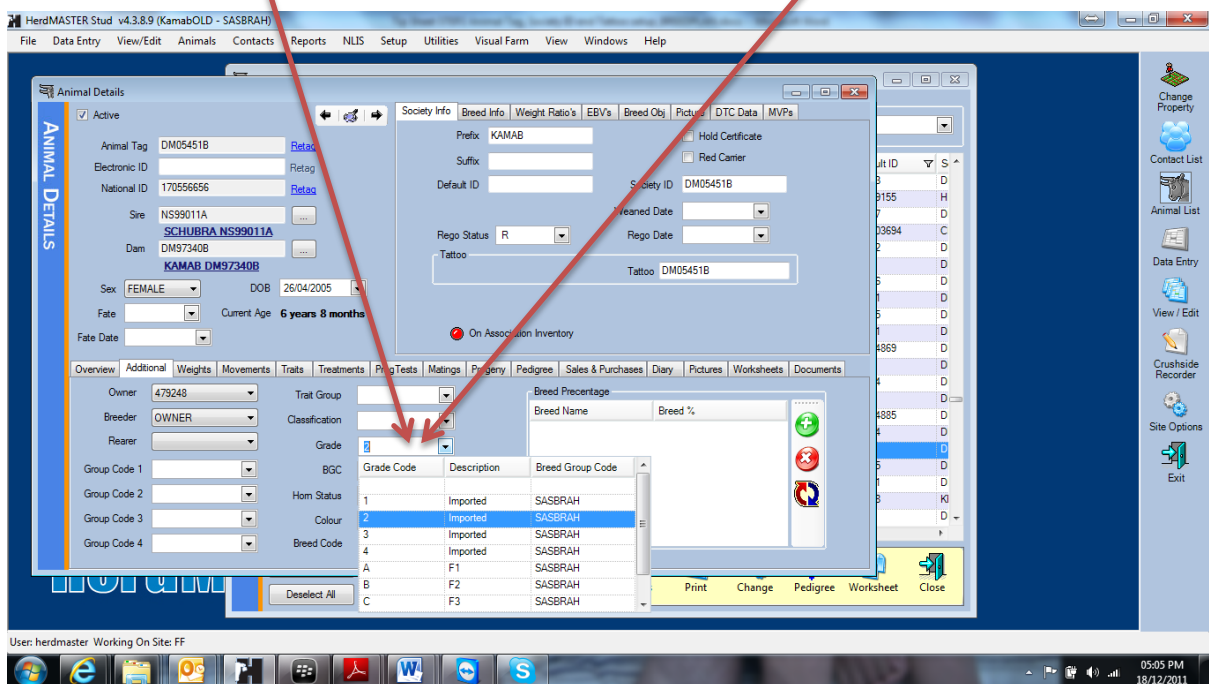 HerdMASTER Stud v4.3.8.9 (KamabOLD - SASBRAH)
File Data Entry View/Edit Animals Contacts Reports NLIS Setup Utilities Visual Farm View Windows Help
Animal Details
ANIMAL DETAILS
Active
Animal Tag DM05451B Retag
Electronic ID Retag
National ID 170556656 Retag
Sire NS99011A ...
SCHUBRA NS99011A
Dam DM97340B ...
KAMAB DM97340B
Sex FEMALE DOB 26/04/2005
Fate Current Age 6 years 8 months
Fate Date
Society Info Breed Info Weight Ratio's EBV's Breed Obj Picture DTC Data MVPs
Prefix KAMAB Hold Certificate
Suffix Red Carrier
Default ID Society ID DM05451B
Weaned Date
Rego Status R Rego Date
Tattoo
Tattoo DM05451B
On Association Inventory
Overview Additional Weights Movements Traits Treatments Prog Tests Matings Progeny Pedigree Sales & Purchases Diary Pictures Worksheets Documents
Owner 479248 Trait Group
Breeder OWNER Classification
Rearer Grade 2
Group Code 1 BGC
Group Code 2 Horn Status
Group Code 3 Colour
Group Code 4 Breed Code
Grade Code Description Breed Group Code
1 Imported SASBRAH
2 Imported SASBRAH
3 Imported SASBRAH
4 Imported SASBRAH
A F1 SASBRAH
B F2 SASBRAH
C F3 SASBRAH
Breed Precentage
Breed Name Breed %
ult ID S
D
9155 H
D
03694 C
D
D
D
D
D
D
4869 D
D
D
D
4885 D
D
D
D
D
KI
D
Deselect All Print Change Pedigree Worksheet Close
Change Property
Contact List
Animal List
Data Entry
View / Edit
Crushside Recorder
Site Options
Exit
User: herdmaster Working On Site: FF
05:05 PM
18/12/2011